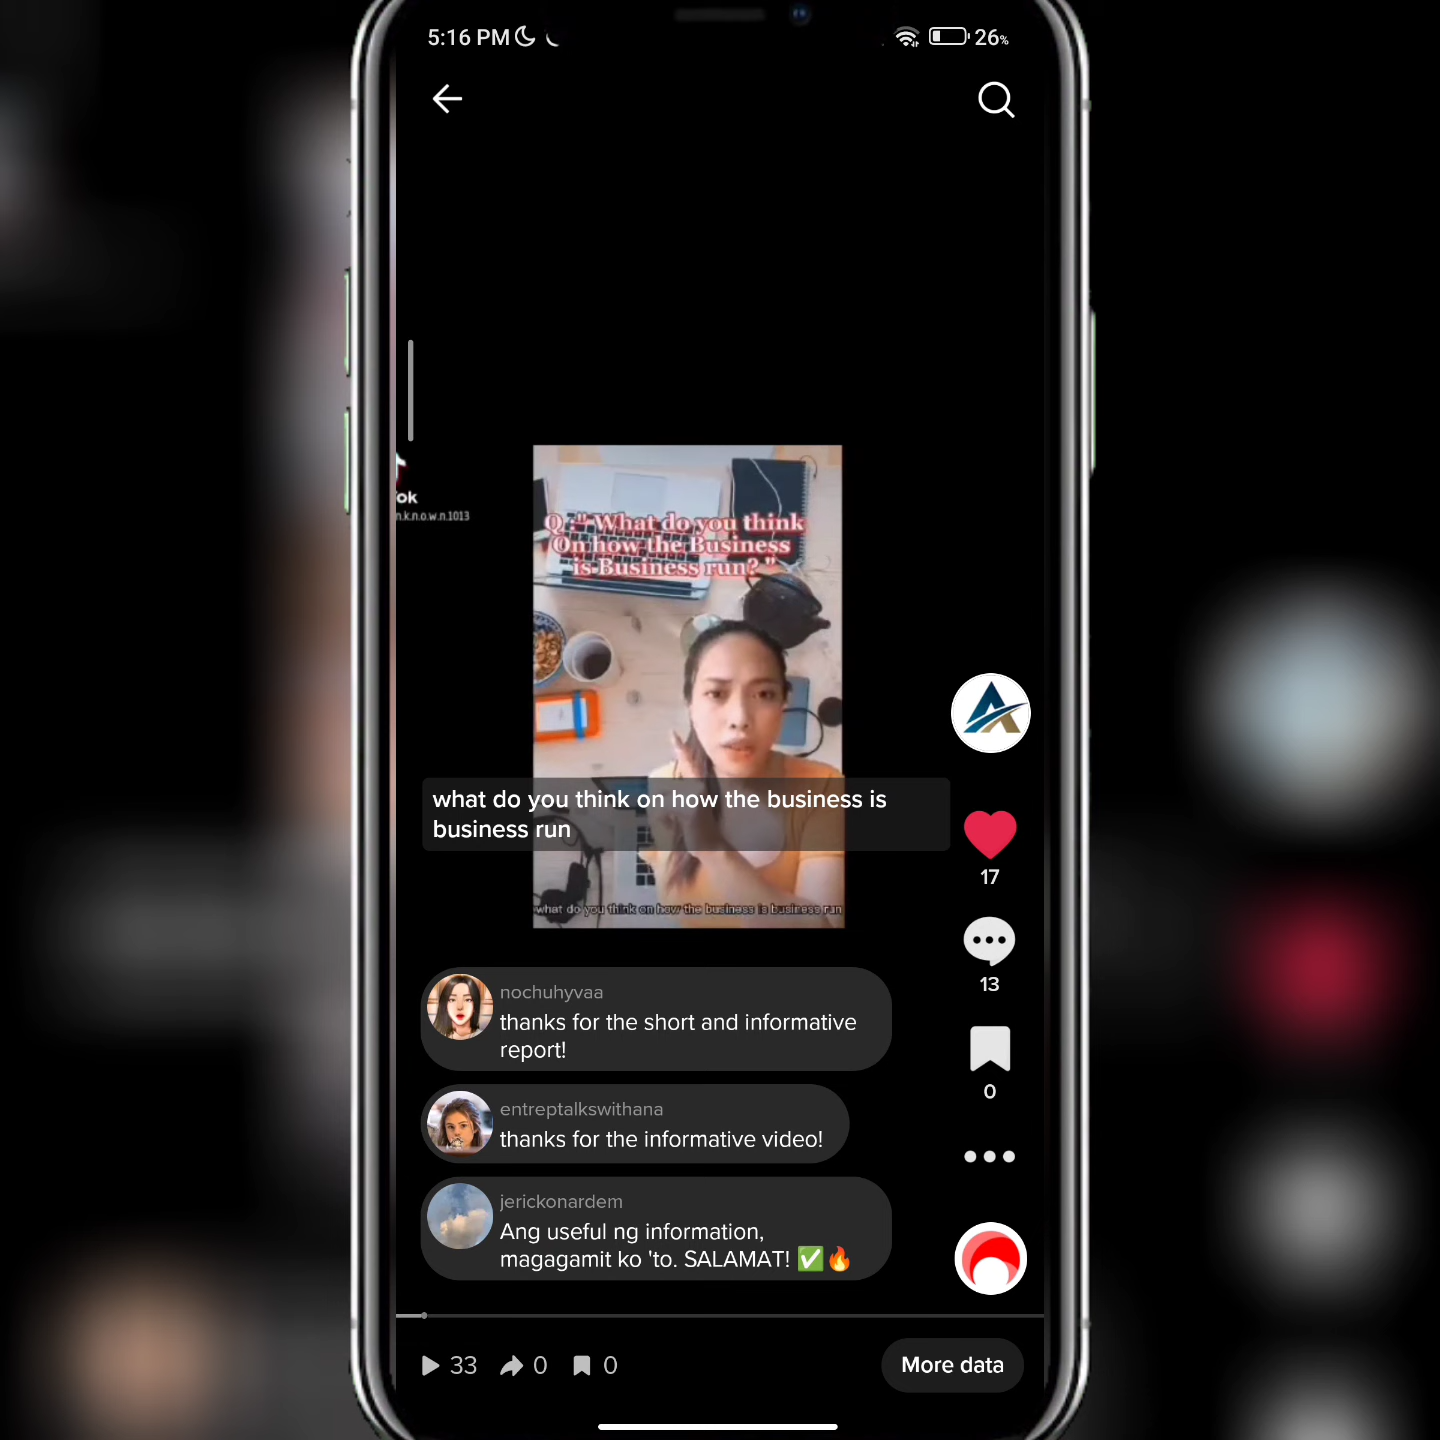 5:16 PM
26%
ok
n.k.n.o.w.n.1013
Q :" What do you think
On how the Business
is Business run? "
what do you think on how the business is
business run
17
what do you think on how the business is business run
13
nochuhyvaa
thanks for the short and informative
report!
0
entreptalkswithana
thanks for the informative video!
jerickonardem
Ang useful ng information,
magagamit ko 'to. SALAMAT! ✅🔥
33 0 0
More data